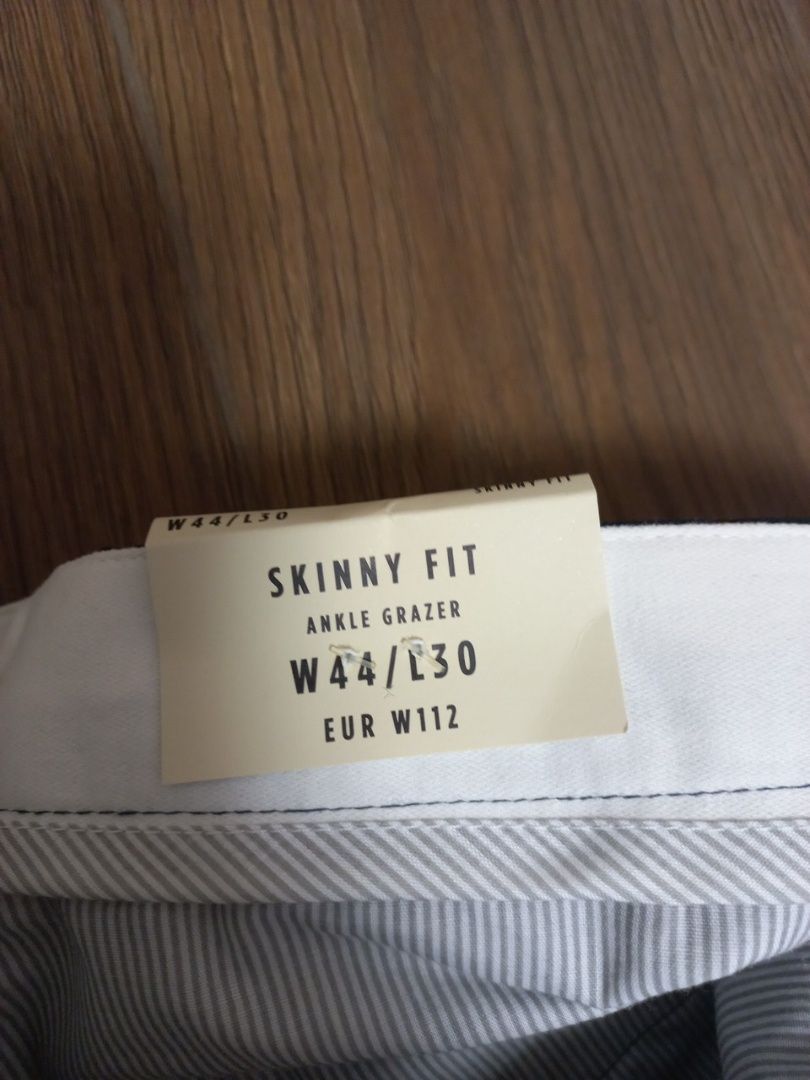 W44/L30
SKINNY FIT
SKINNY FIT
ANKLE GRAZER
W44/L30
EUR W112